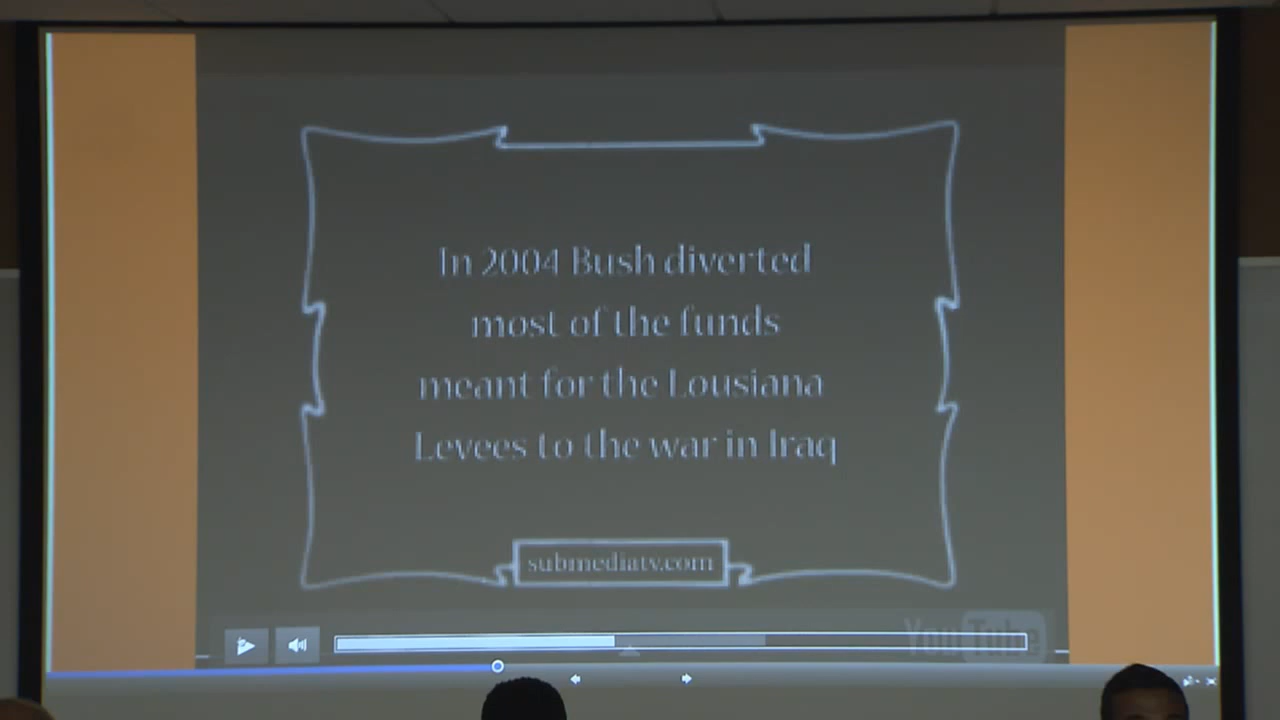 In 2004 Bush diverted
most of the funds
meant for the Lousiana
Levees to the war in Iraq
submediatv.com
YouTube